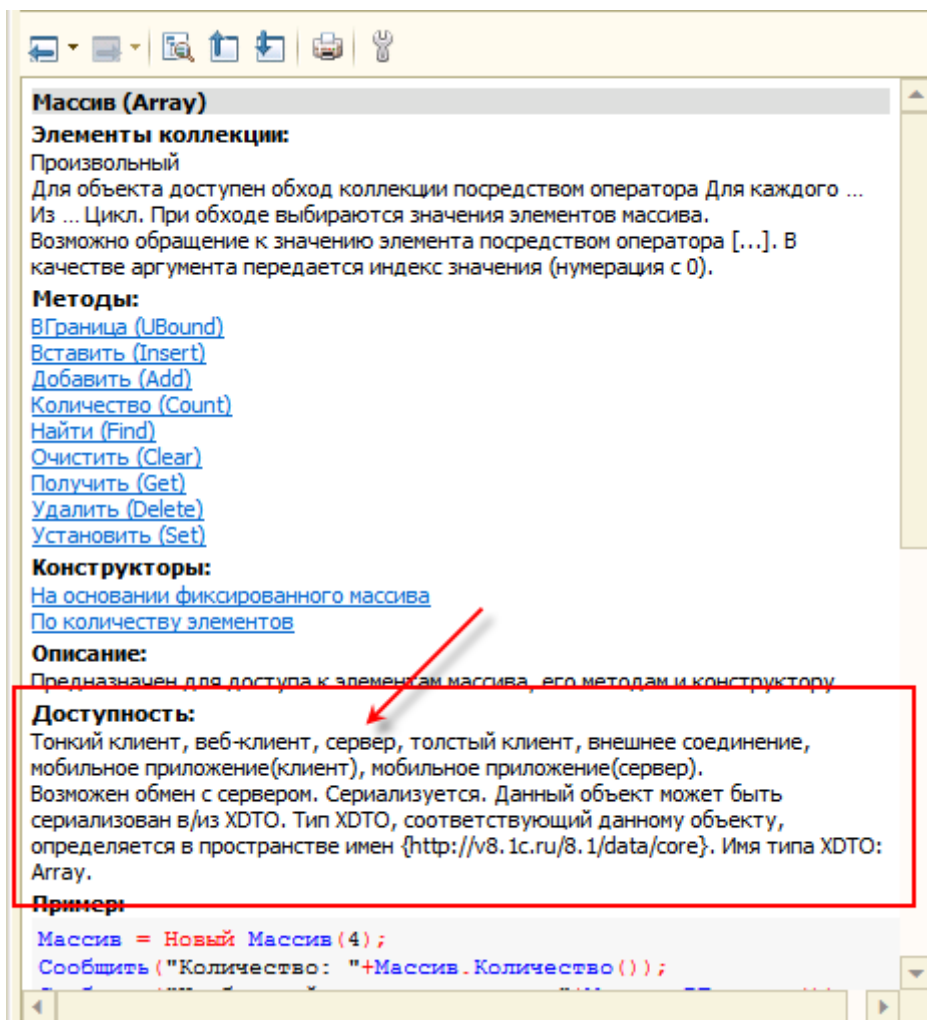 Массив (Array)
Элементы коллекции:
Произвольный
Для объекта доступен обход коллекции посредством оператора Для каждого ...
Из ... Цикл. При обходе выбираются значения элементов массива.
Возможно обращение к значению элемента посредством оператора [...]. В
качестве аргумента передается индекс значения (нумерация с 0).
Методы:
ВГраница (UBound)
Вставить (Insert)
Добавить (Add)
Количество (Count)
Найти (Find)
Очистить (Clear)
Получить (Get)
Удалить (Delete)
Установить (Set)
Конструкторы:
На основании фиксированного массива
По количеству элементов
Описание:
Предназначен для доступа к элементам массива, его методам и конструктору
Доступность:
Тонкий клиент, веб-клиент, сервер, толстый клиент, внешнее соединение,
мобильное приложение(клиент), мобильное приложение(сервер).
Возможен обмен с сервером. Сериализуется. Данный объект может быть
сериализован в/из XDTO. Тип XDTO, соответствующий данному объекту,
определяется в пространстве имен {http://v8.1c.ru/8.1/data/core}. Имя типа XDTO:
Array.
Пример:
Массив = Новый Массив(4);
Сообщить("Количество: "+Массив.Количество());